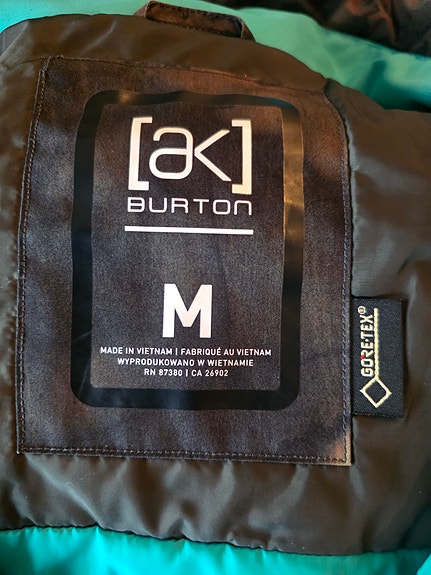 [ak]
BURTON
M
MADE IN VIETNAM | FABRIQUÉ AU VIETNAM
WYPRODUKOWANO W WIETNAMIE
RN 87380 | CA 26902
GORE-TEX®